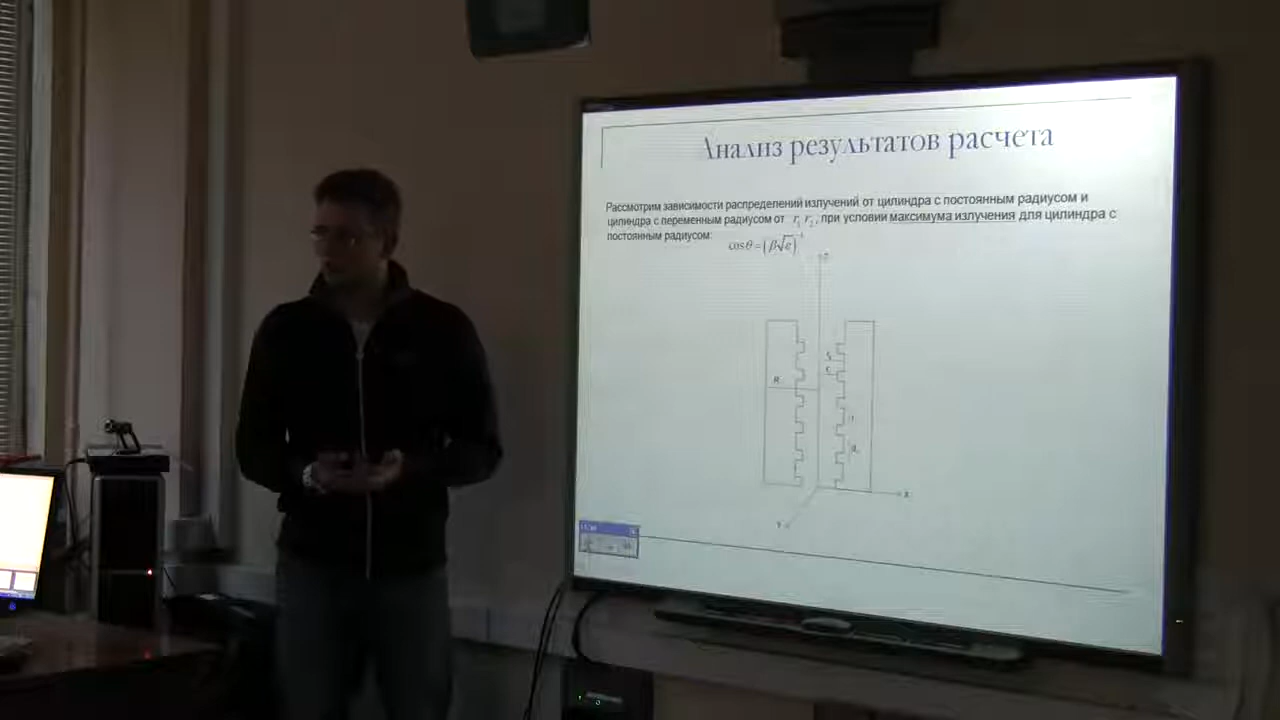 Анализ результатов расчета
Рассмотрим зависимости распределений излучений от цилиндра с постоянным радиусом и
цилиндра с переменным радиусом от r₁ r₂, при условии максимума излучения для цилиндра с
постоянным радиусом:
cosθ = (β√ε)⁻¹
R
X